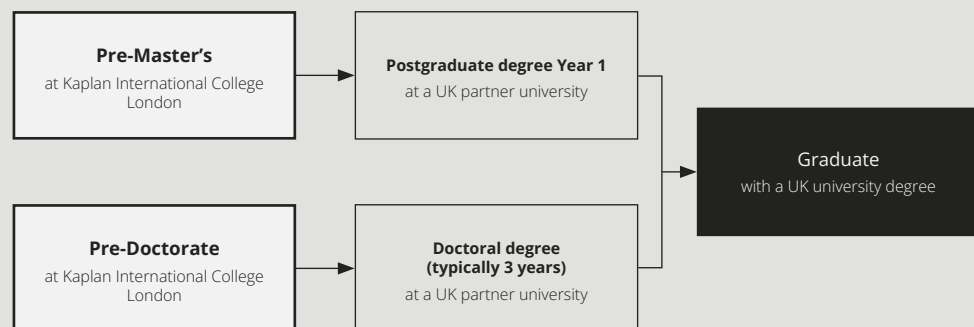 Pre-Master’s
at Kaplan International College
London
Postgraduate degree Year 1
at a UK partner university
Graduate
with a UK university degree
Pre-Doctorate
at Kaplan International College
London
Doctoral degree
(typically 3 years)
at a UK partner university